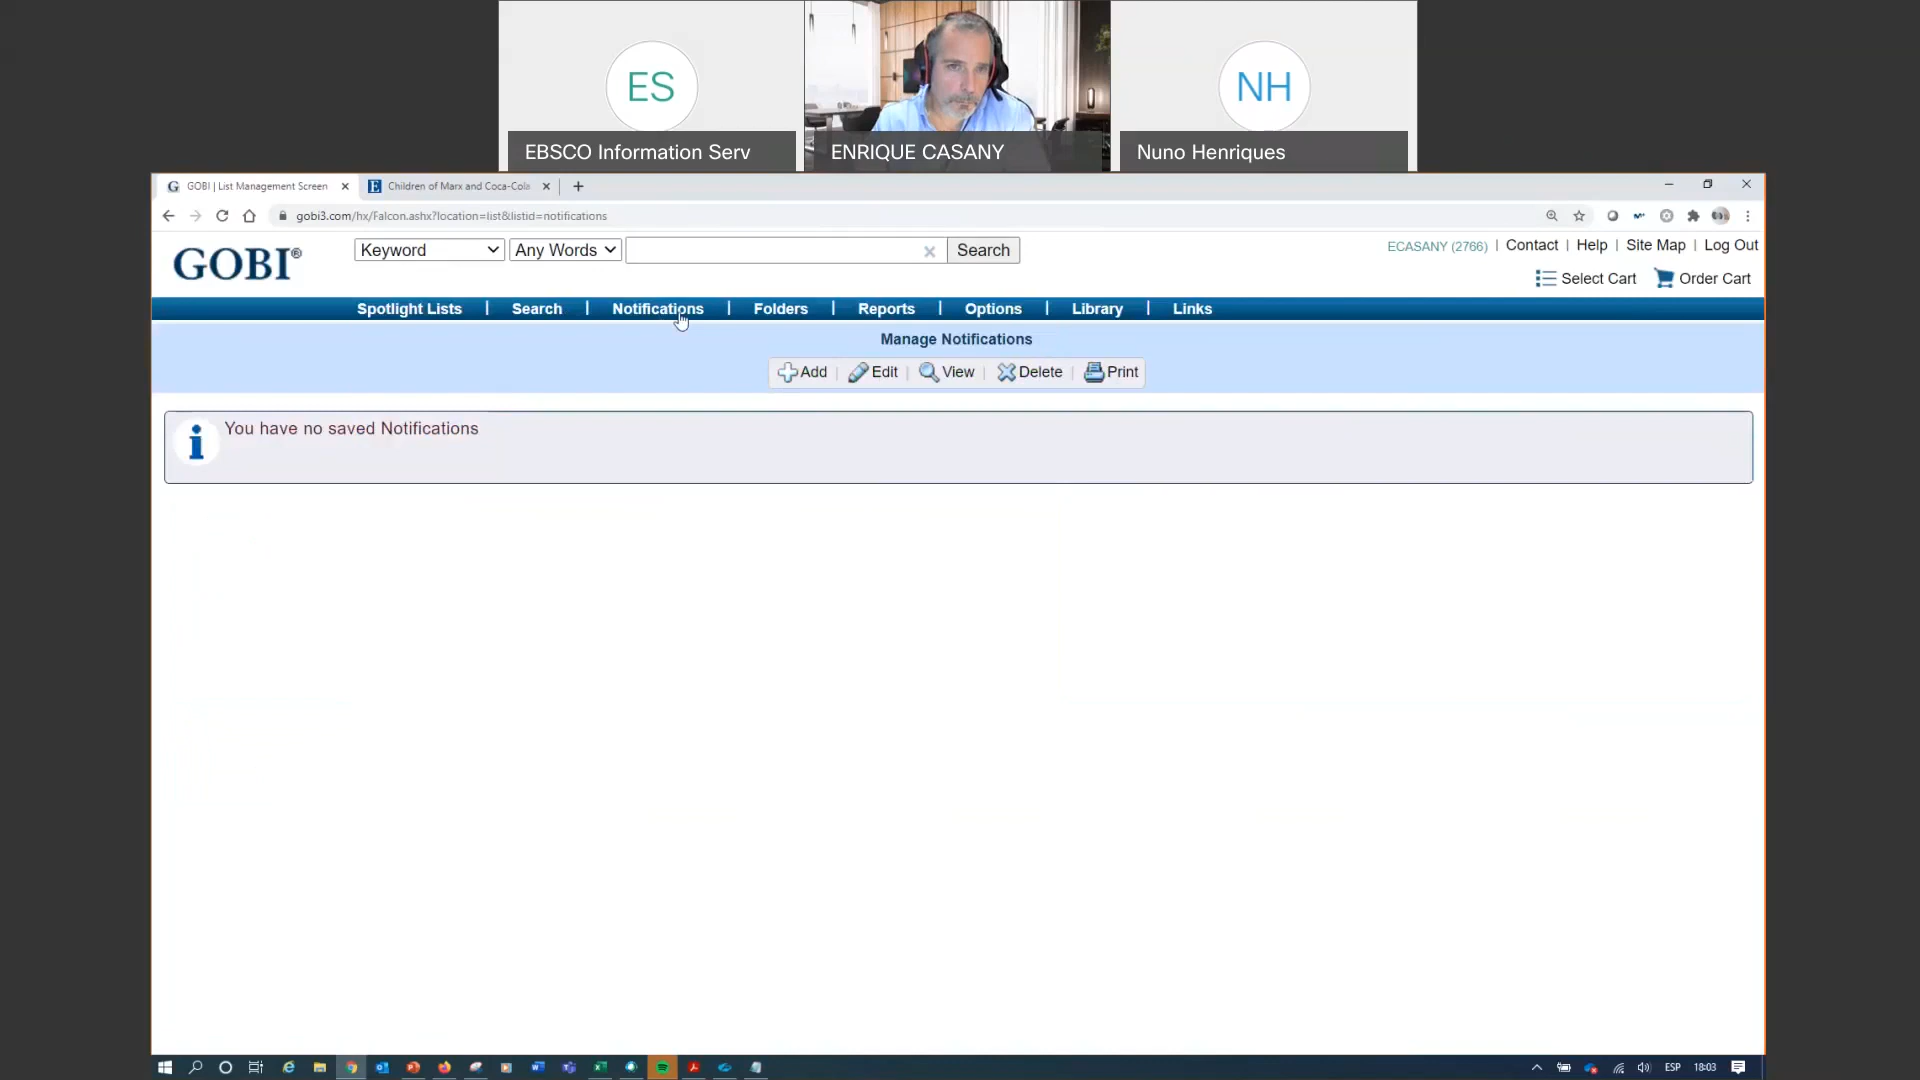 ES
NH
EBSCO Information Serv
ENRIQUE CASANY
Nuno Henriques
G GOBI | List Management Screen
E Children of Marx and Coca-Cola
gobi3.com/hx/Falcon.ashx?location=list&listid=notifications
GOBI®
Keyword
Any Words
Search
ECASANY (2766) | Contact | Help | Site Map | Log Out
Select Cart
Order Cart
Spotlight Lists | Search | Notifications | Folders | Reports | Options | Library | Links
Manage Notifications
Add | Edit | View | Delete | Print
i You have no saved Notifications
ESP 18:03